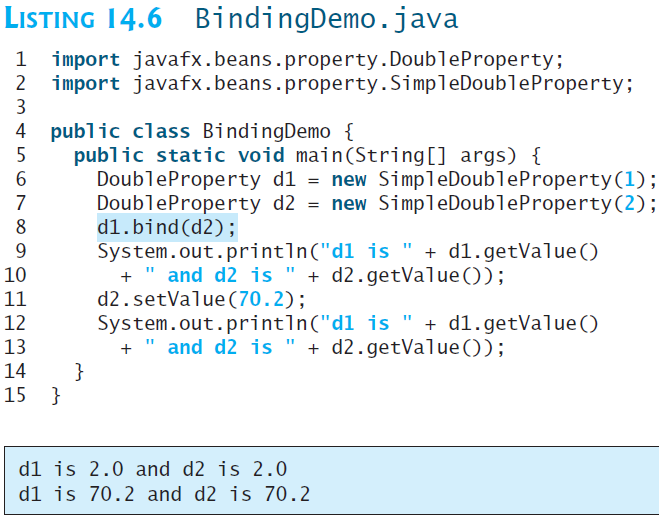 LISTING 14.6 BindingDemo.java
1 import javafx.beans.property.DoubleProperty;
2 import javafx.beans.property.SimpleDoubleProperty;
3
4 public class BindingDemo {
5   public static void main(String[] args) {
6     DoubleProperty d1 = new SimpleDoubleProperty(1);
7     DoubleProperty d2 = new SimpleDoubleProperty(2);
8     d1.bind(d2);
9     System.out.println("d1 is " + d1.getValue()
10       + " and d2 is " + d2.getValue());
11     d2.setValue(70.2);
12     System.out.println("d1 is " + d1.getValue()
13       + " and d2 is " + d2.getValue());
14   }
15 }
d1 is 2.0 and d2 is 2.0
d1 is 70.2 and d2 is 70.2